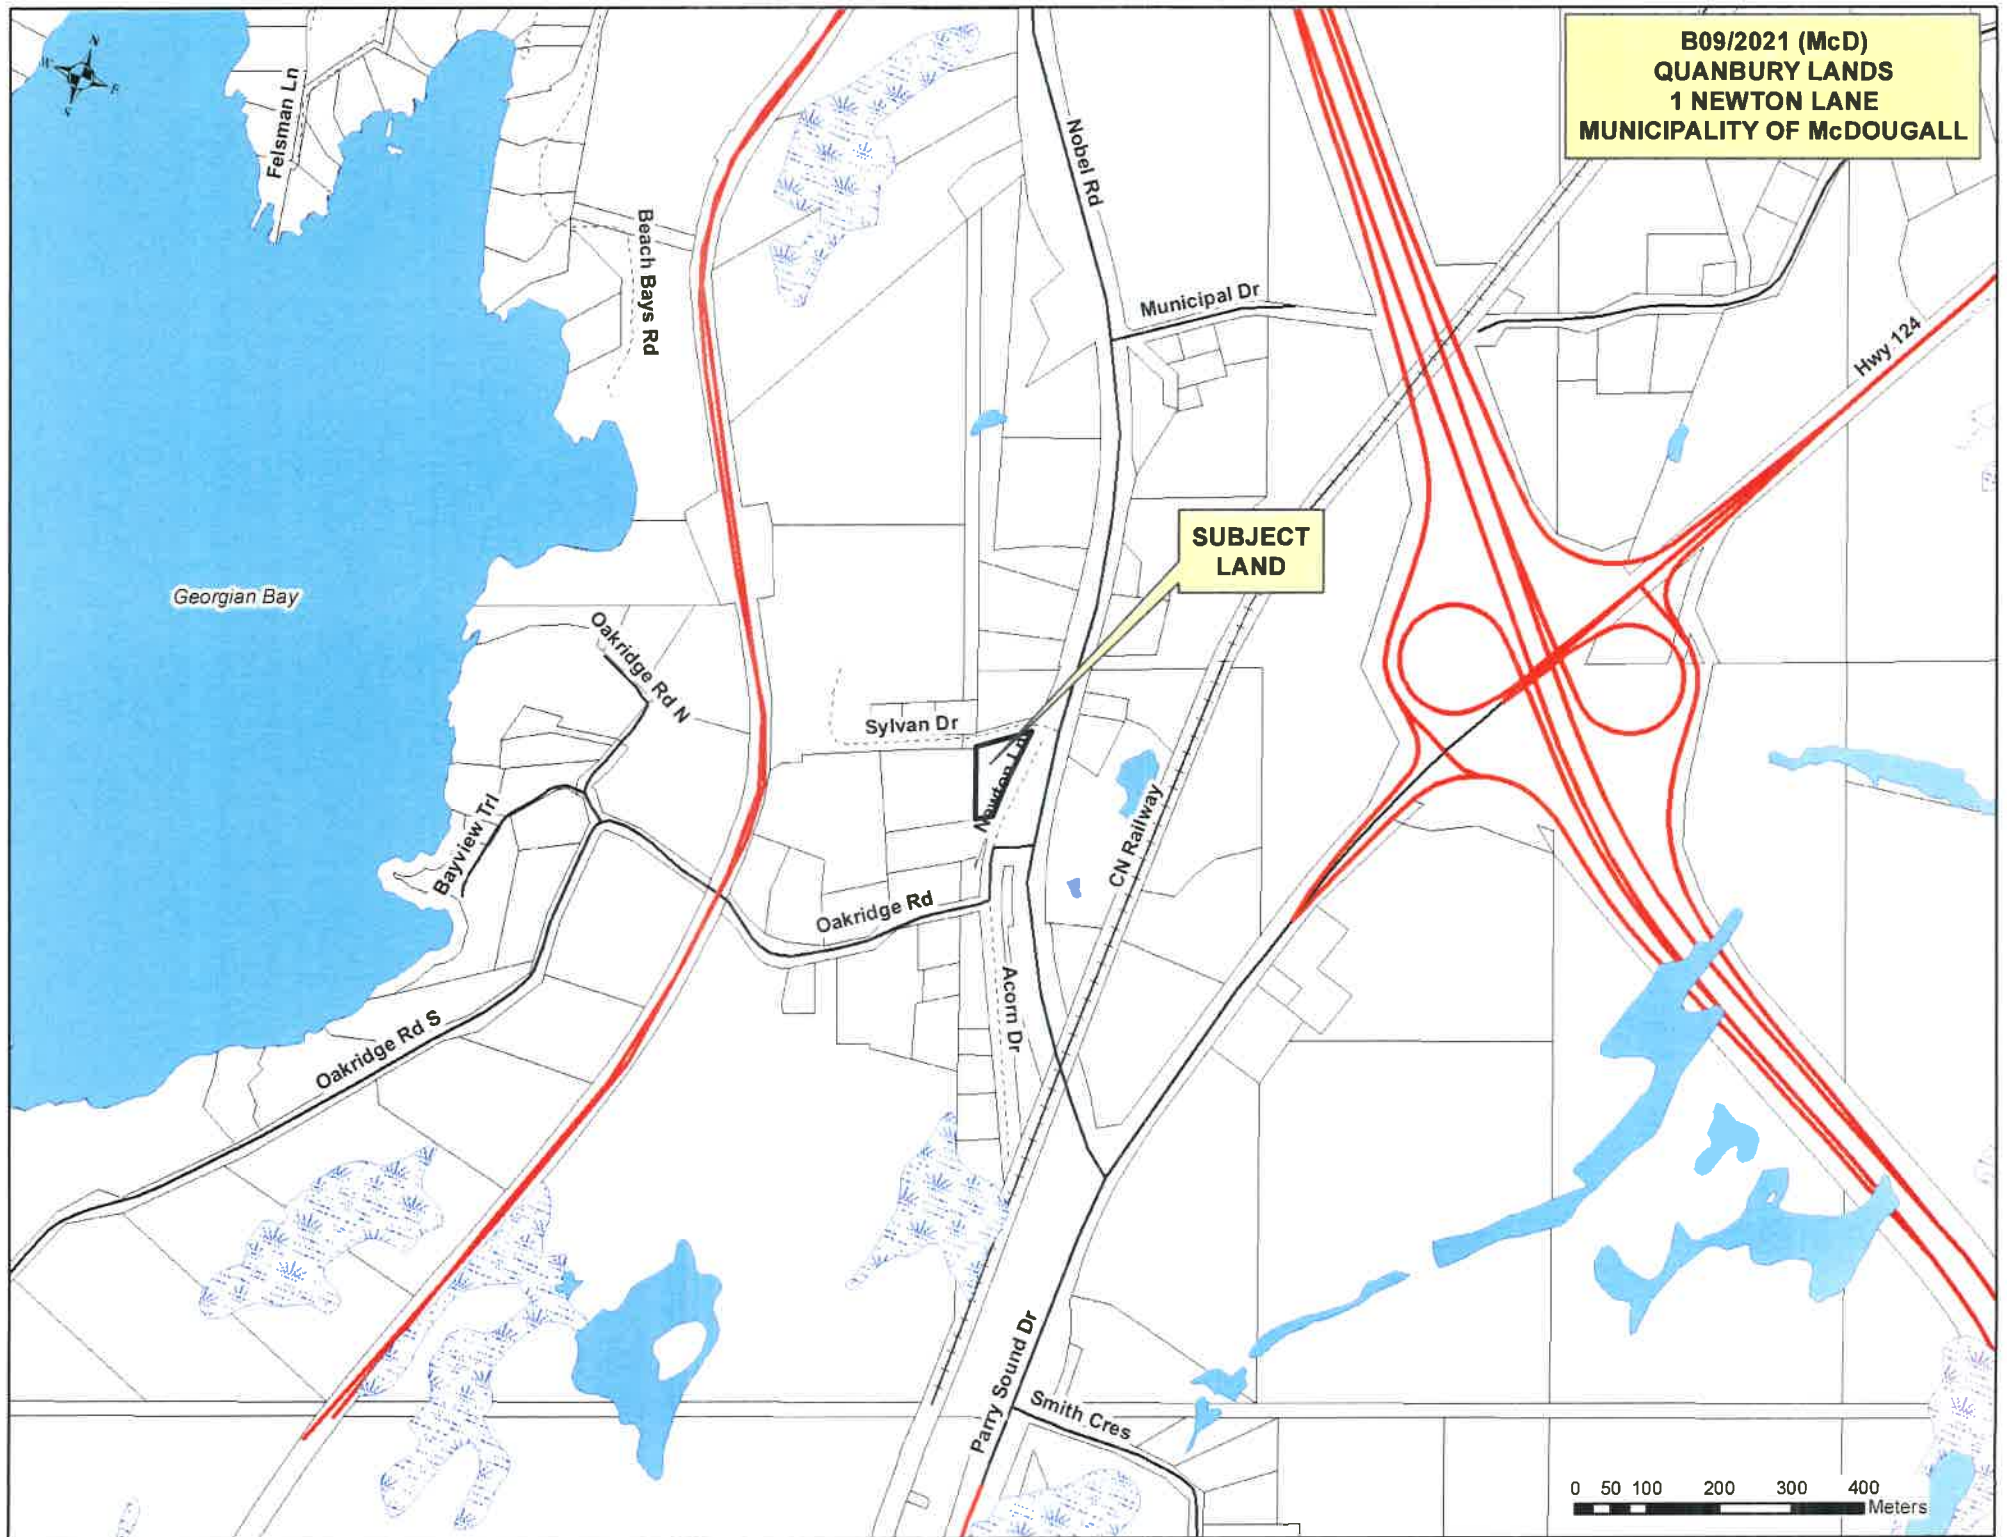 B09/2021 (McD)
QUANBURY LANDS
1 NEWTON LANE
MUNICIPALITY OF McDOUGALL
N
W
E
S
Felsman Ln
Nobel Rd
Beach Bays Rd
Municipal Dr
Hwy 124
SUBJECT
LAND
Georgian Bay
Oakridge Rd N
Sylvan Dr
Newton Ln
Bayview Trl
CN Railway
Oakridge Rd
Acorn Dr
Oakridge Rd S
Parry Sound Dr
Smith Cres
0 50 100 200 300 400
Meters